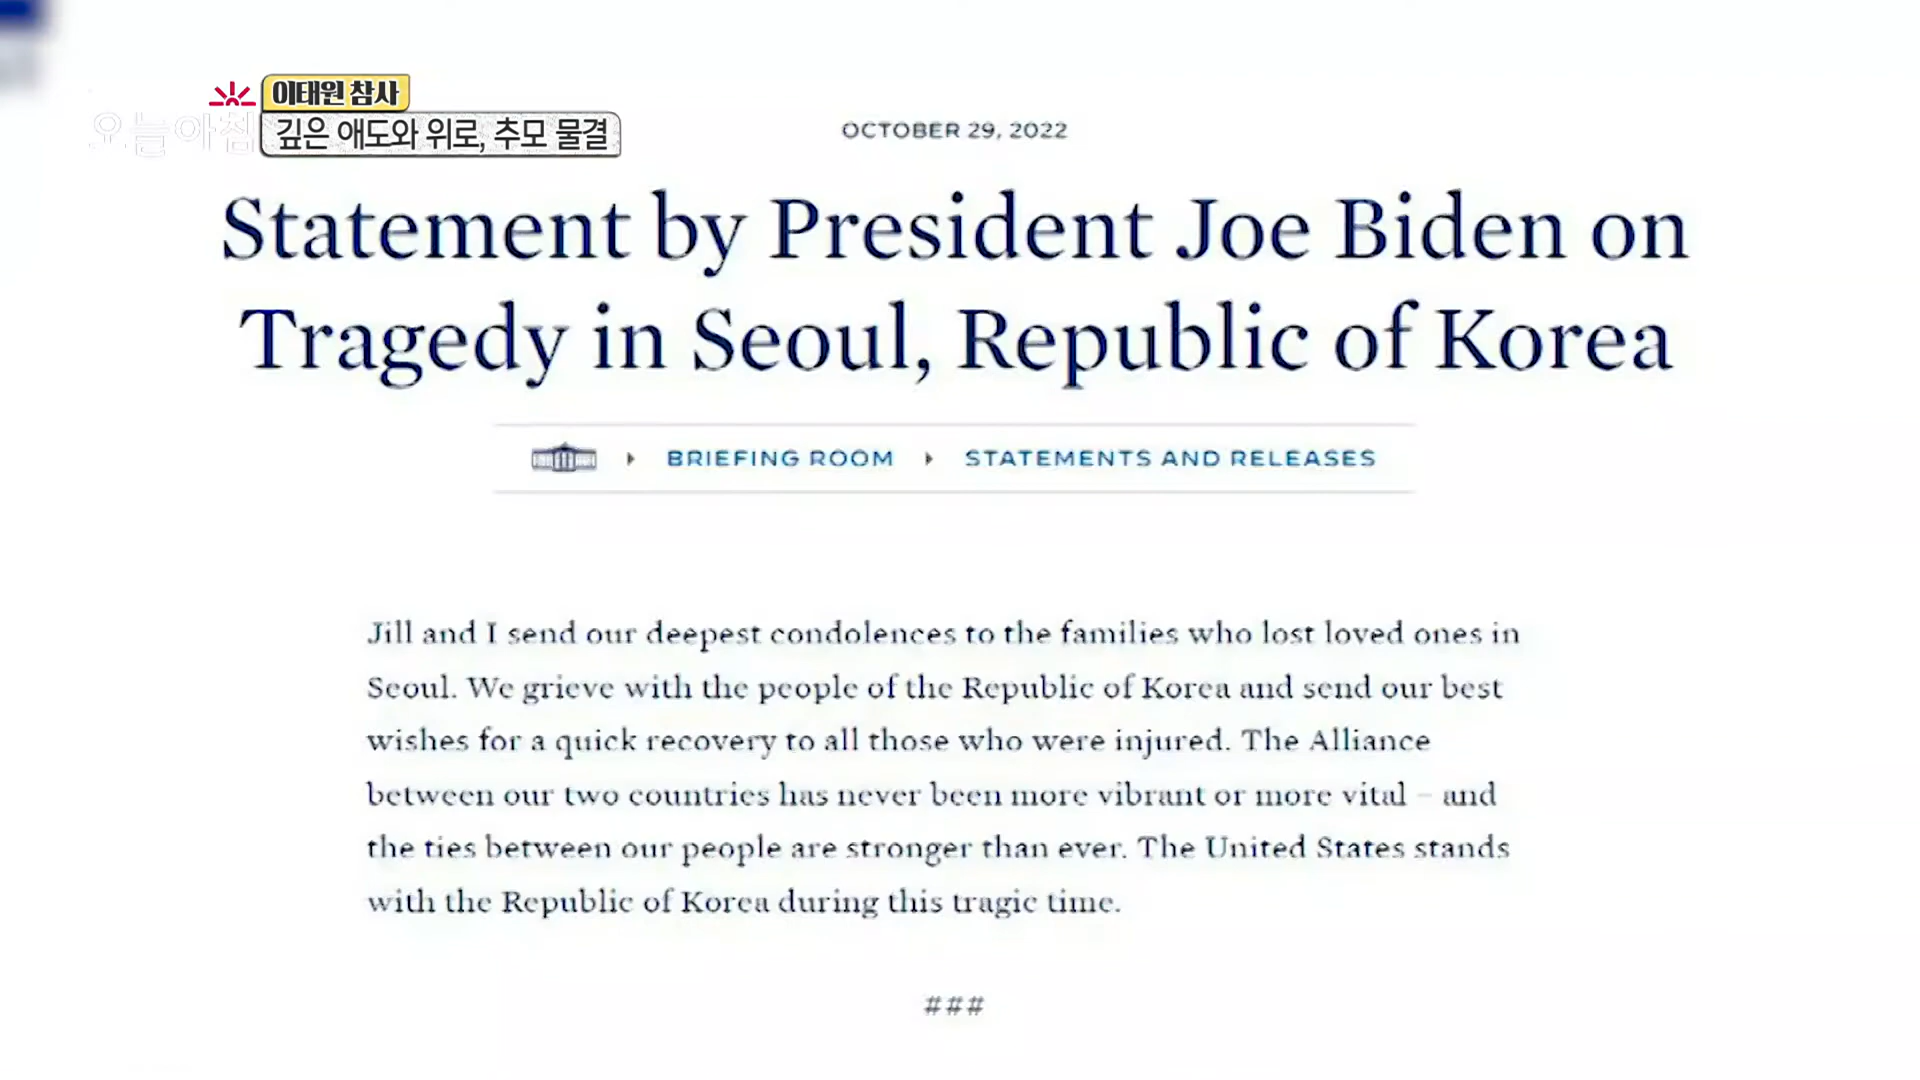 이태원 참사
오늘아침
깊은 애도와 위로, 추모 물결
OCTOBER 29, 2022
Statement by President Joe Biden on
Tragedy in Seoul, Republic of Korea
BRIEFING ROOM
STATEMENTS AND RELEASES
Jill and I send our deepest condolences to the families who lost loved ones in
Seoul. We grieve with the people of the Republic of Korea and send our best
wishes for a quick recovery to all those who were injured. The Alliance
between our two countries has never been more vibrant or more vital – and
the ties between our people are stronger than ever. The United States stands
with the Republic of Korea during this tragic time.
###